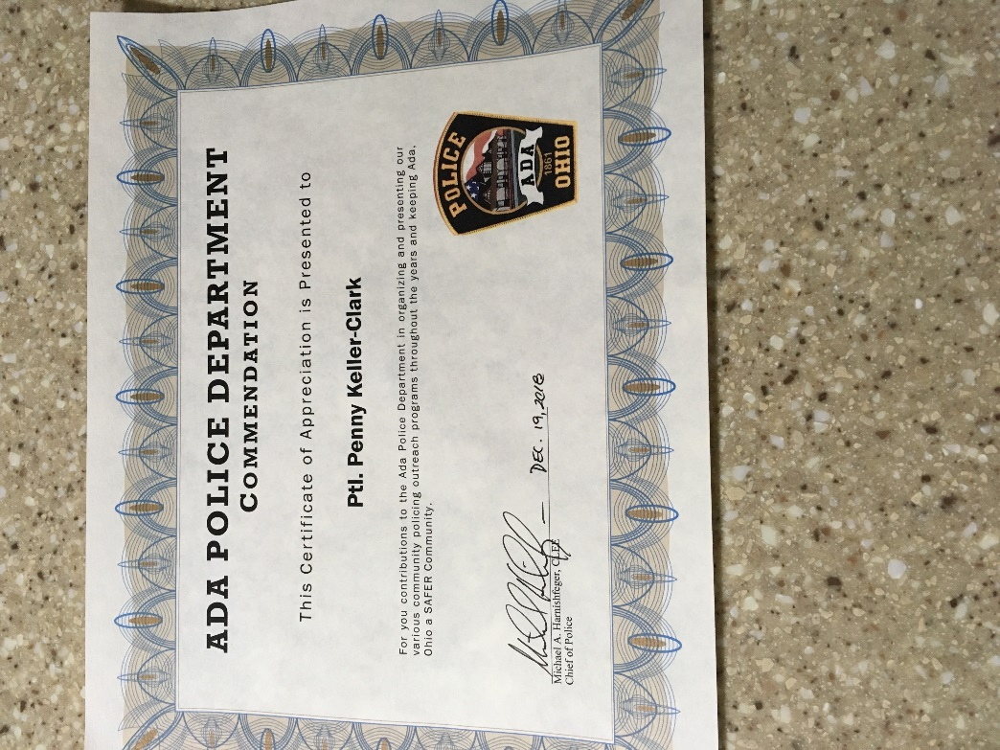 ADA POLICE DEPARTMENT
COMMENDATION
This Certificate of Appreciation is Presented to
Ptl. Penny Keller-Clark
For you contributions to the Ada Police Department in organizing and presenting our
various community policing outreach programs throughout the years and keeping Ada,
Ohio a SAFER Community.
DEC. 19, 2018
Michael A. Harnishfeger, CLEE
Chief of Police
POLICE
ADA
1861
OHIO